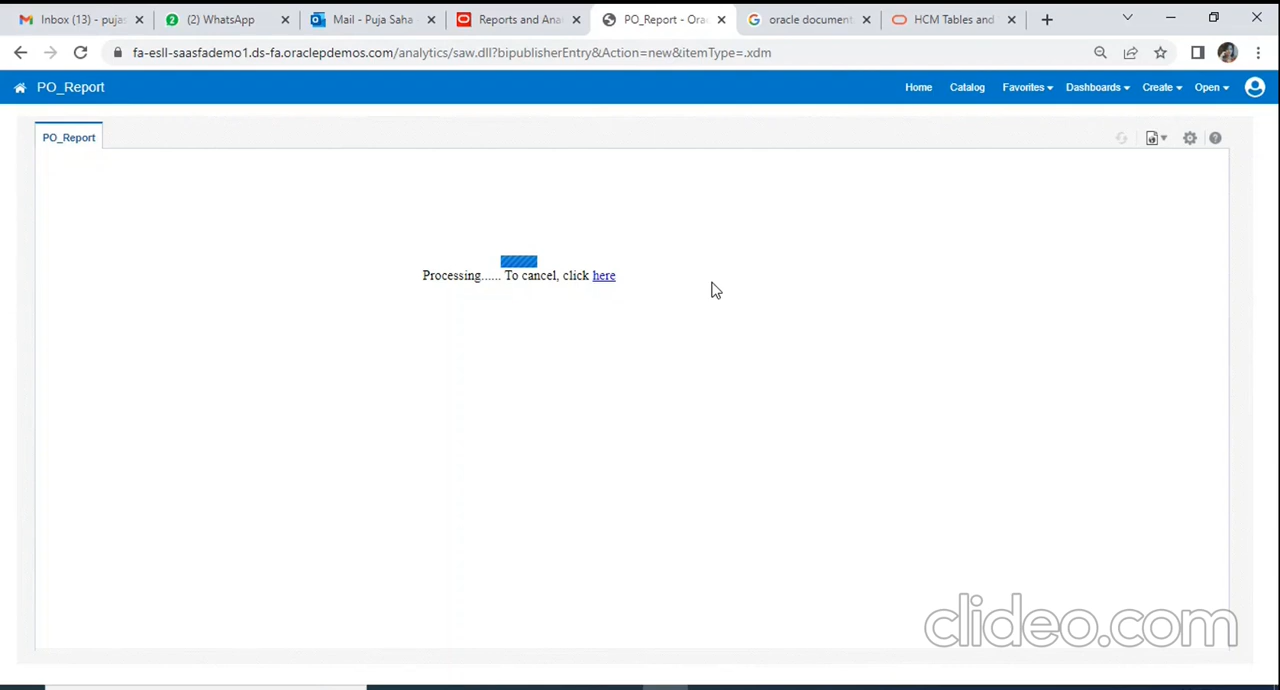 Inbox (13) - pujas
2 (2) WhatsApp
Mail - Puja Saha
Reports and Ana
PO_Report - Ora
oracle document
HCM Tables and
fa-esll-saasfademo1.ds-fa.oraclepdemos.com/analytics/saw.dll?bipublisherEntry&Action=new&itemType=.xdm
PO_Report
Home Catalog Favorites Dashboards Create Open
PO_Report
Processing...... To cancel, click here
clideo.com